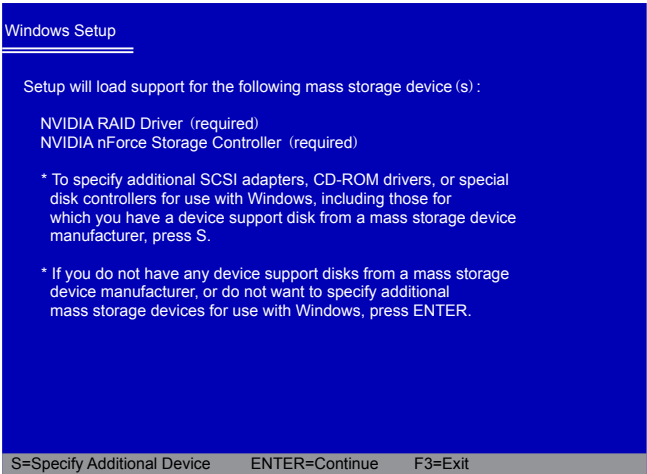 Windows Setup
Setup will load support for the following mass storage device(s):
NVIDIA RAID Driver (required)
NVIDIA nForce Storage Controller (required)
* To specify additional SCSI adapters, CD-ROM drivers, or special
disk controllers for use with Windows, including those for
which you have a device support disk from a mass storage device
manufacturer, press S.
* If you do not have any device support disks from a mass storage
device manufacturer, or do not want to specify additional
mass storage devices for use with Windows, press ENTER.
S=Specify Additional Device ENTER=Continue F3=Exit